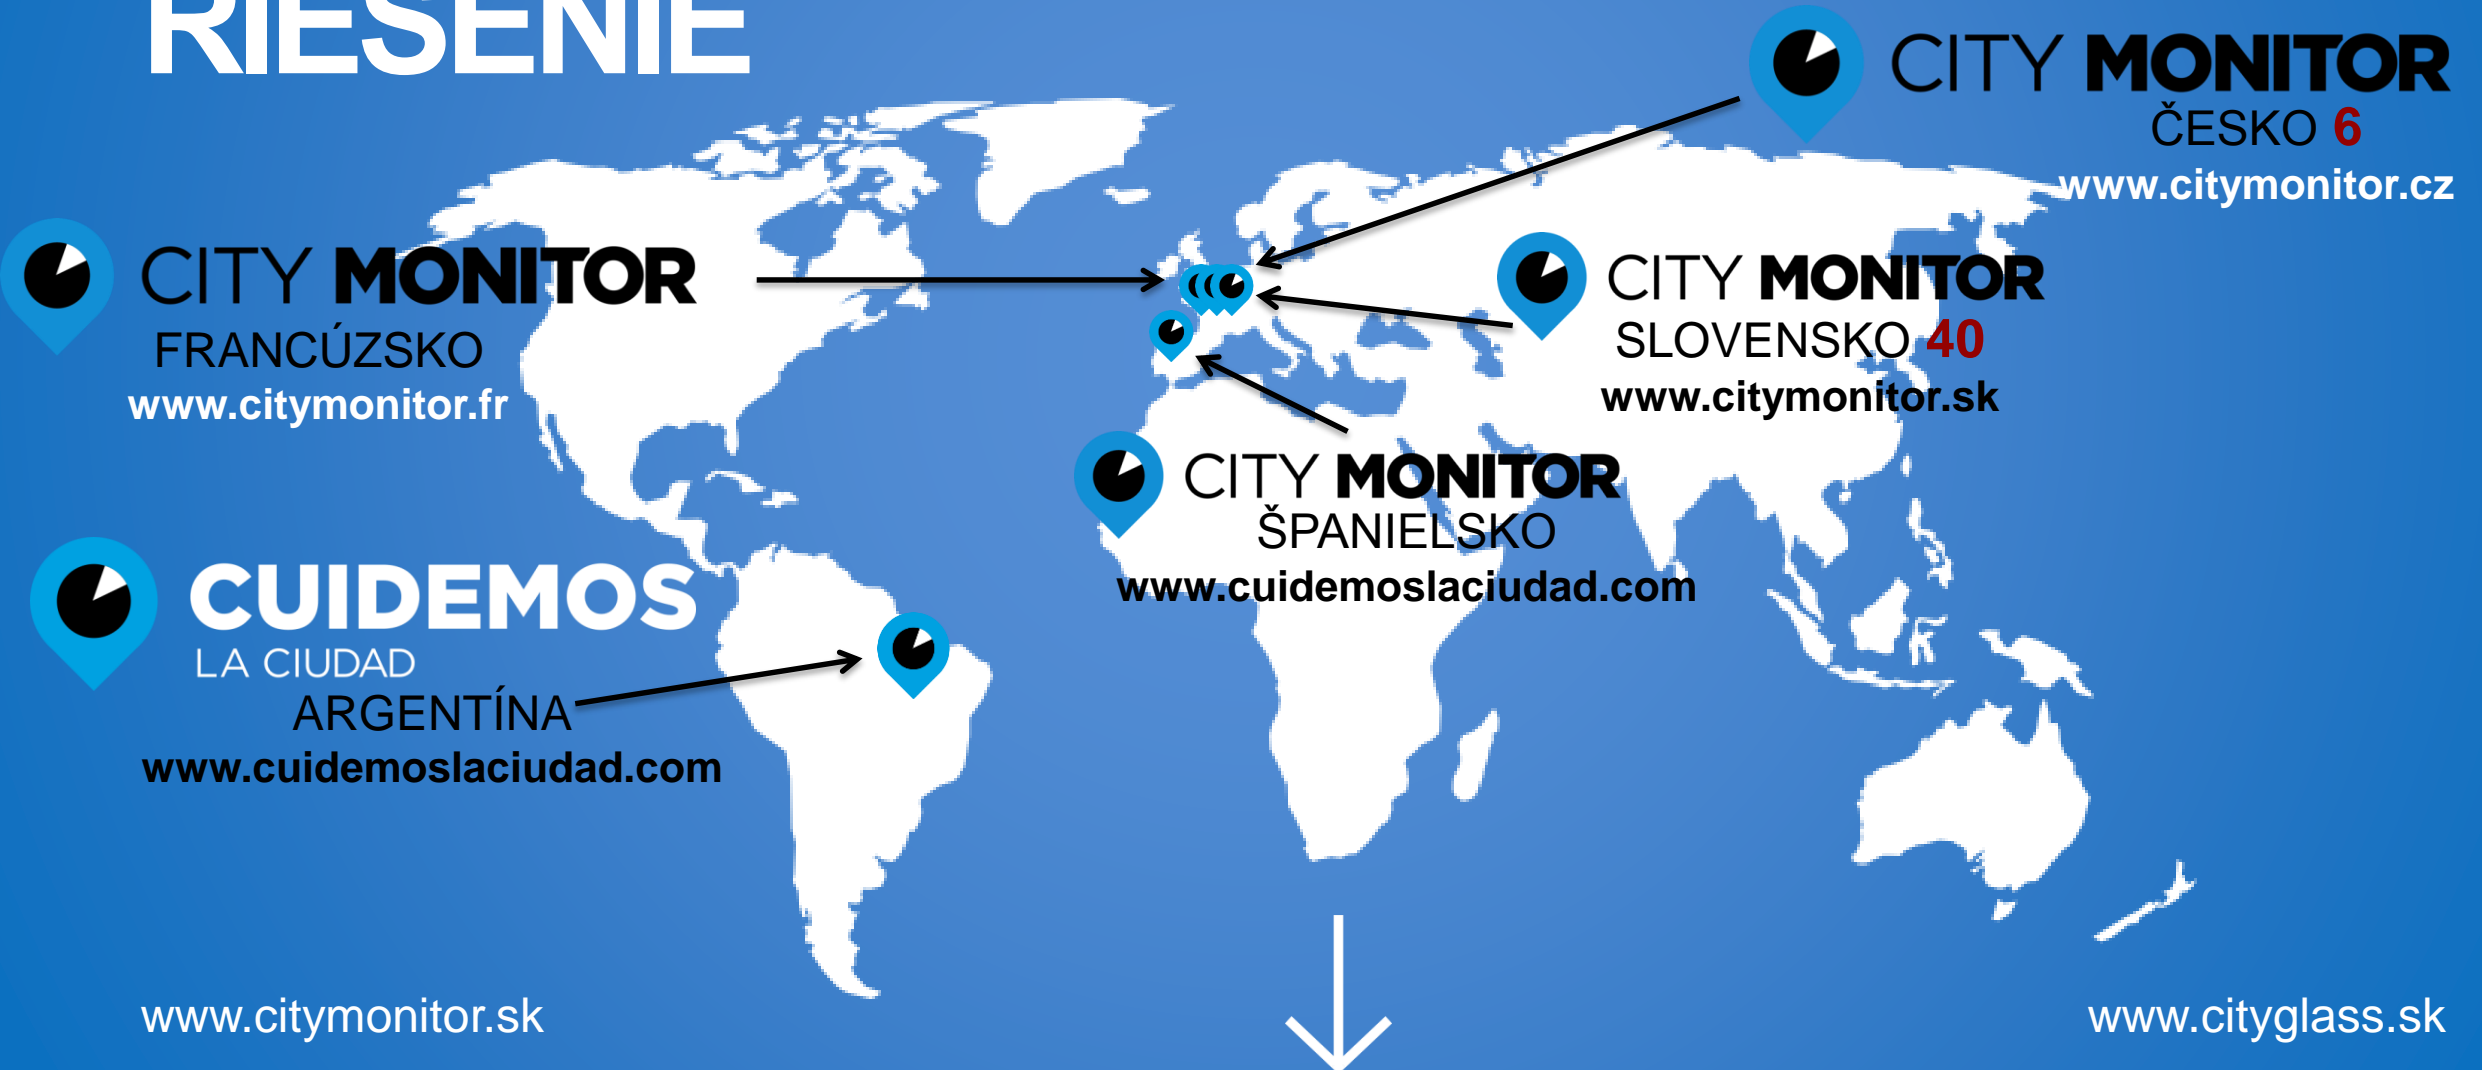 RIESENIE
CITY MONITOR
ČESKO 6
www.citymonitor.cz
CITY MONITOR
FRANCÚZSKO
www.citymonitor.fr
CITY MONITOR
SLOVENSKO 40
www.citymonitor.sk
CITY MONITOR
ŠPANIELSKO
www.cuidemoslaciudad.com
CUIDEMOS
LA CIUDAD
ARGENTÍNA
www.cuidemoslaciudad.com
www.citymonitor.sk
www.cityglass.sk